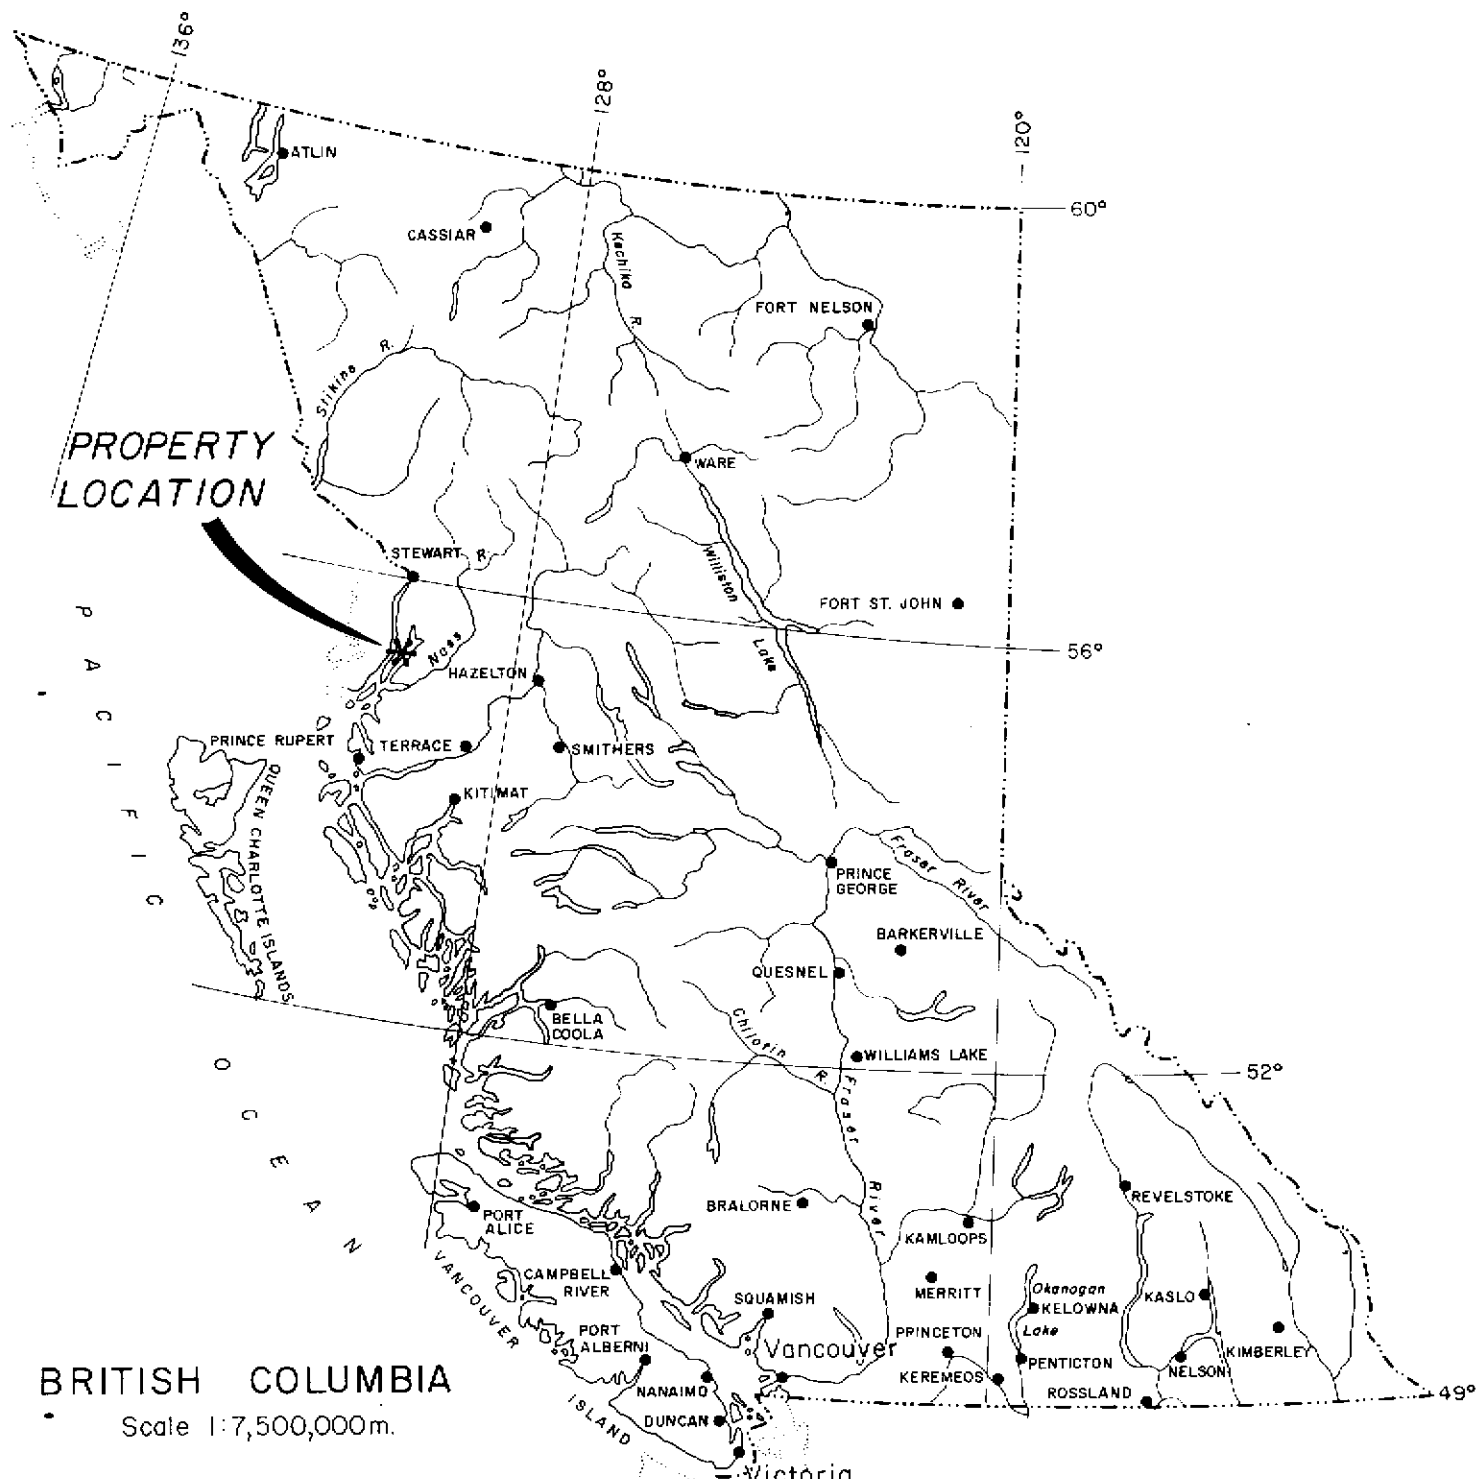 136°
128°
120°
ATLIN
60°
CASSIAR
Kechika
R.
FORT NELSON
Stikine R.
PROPERTY
LOCATION
WARE
STEWART
R.
Nass
Williston
Lake
FORT ST. JOHN
56°
HAZELTON
PRINCE RUPERT
TERRACE
SMITHERS
KITIMAT
QUEEN CHARLOTTE ISLANDS
PACIFIC
OCEAN
Fraser River
PRINCE
GEORGE
BARKERVILLE
QUESNEL
BELLA
COOLA
Chilotin
R.
WILLIAMS LAKE
52°
Fraser
River
BRALORNE
REVELSTOKE
PORT
ALICE
KAMLOOPS
VANCOUVER
ISLAND
CAMPBELL
RIVER
MERRITT
Okanogan
Lake
KELOWNA
KASLO
SQUAMISH
PORT
ALBERNI
Vancouver
PRINCETON
KIMBERLEY
KEREMEOS
PENTICTON
NELSON
NANAIMO
ROSSLAND
49°
DUNCAN
Victoria
BRITISH COLUMBIA
Scale 1:7,500,000m.